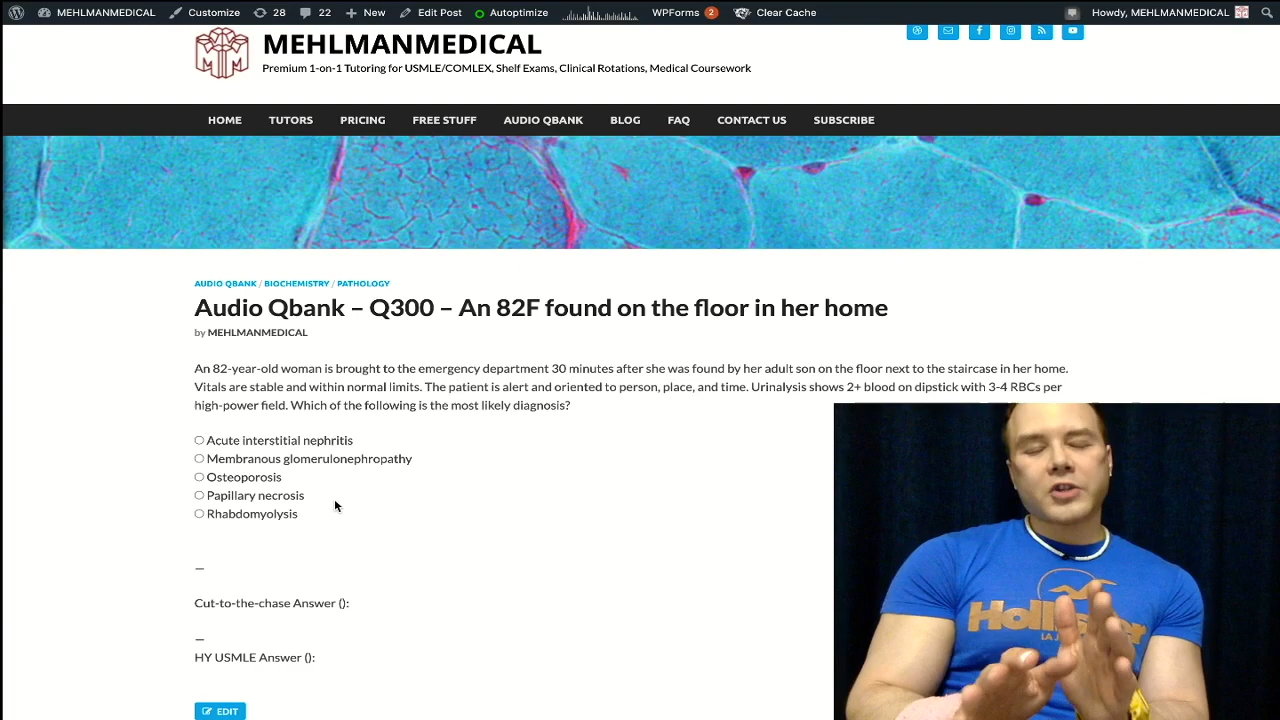 MEHLMANMEDICAL Customize 28 22 New Edit Post Autoptimize WPForms 2 Clear Cache Howdy, MEHLMANMEDICAL
MEHLMANMEDICAL
Premium 1-on-1 Tutoring for USMLE/COMLEX, Shelf Exams, Clinical Rotations, Medical Coursework
HOME TUTORS PRICING FREE STUFF AUDIO QBANK BLOG FAQ CONTACT US SUBSCRIBE
AUDIO QBANK / BIOCHEMISTRY / PATHOLOGY
Audio Qbank – Q300 – An 82F found on the floor in her home
by MEHLMANMEDICAL
An 82-year-old woman is brought to the emergency department 30 minutes after she was found by her adult son on the floor next to the staircase in her home.
Vitals are stable and within normal limits. The patient is alert and oriented to person, place, and time. Urinalysis shows 2+ blood on dipstick with 3-4 RBCs per
high-power field. Which of the following is the most likely diagnosis?
Acute interstitial nephritis
Membranous glomerulonephropathy
Osteoporosis
Papillary necrosis
Rhabdomyolysis
—
Cut-to-the-chase Answer ():
—
HY USMLE Answer ():
EDIT